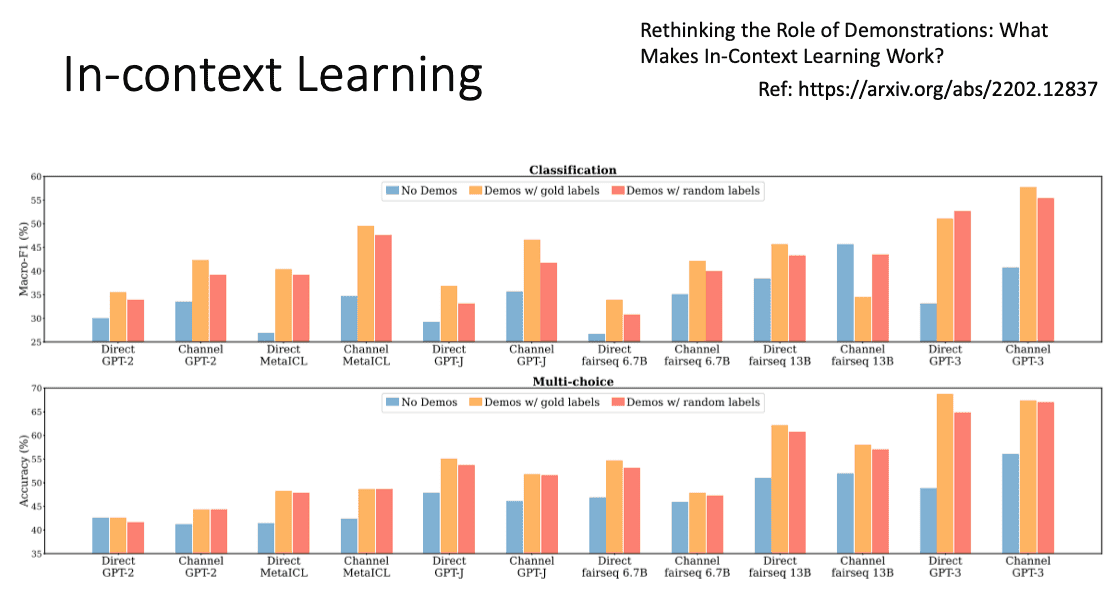 In-context Learning
Rethinking the Role of Demonstrations: What
Makes In-Context Learning Work?
Ref: https://arxiv.org/abs/2202.12837
Classification
No Demos Demos w/ gold labels Demos w/ random labels
Macro-F1 (%)
60
55
50
45
40
35
30
25
Direct GPT-2
Channel GPT-2
Direct MetaICL
Channel MetaICL
Direct GPT-J
Channel GPT-J
Direct fairseq 6.7B
Channel fairseq 6.7B
Direct fairseq 13B
Channel fairseq 13B
Direct GPT-3
Channel GPT-3
Multi-choice
No Demos Demos w/ gold labels Demos w/ random labels
Accuracy (%)
70
65
60
55
50
45
40
35
Direct GPT-2
Channel GPT-2
Direct MetaICL
Channel MetaICL
Direct GPT-J
Channel GPT-J
Direct fairseq 6.7B
Channel fairseq 6.7B
Direct fairseq 13B
Channel fairseq 13B
Direct GPT-3
Channel GPT-3